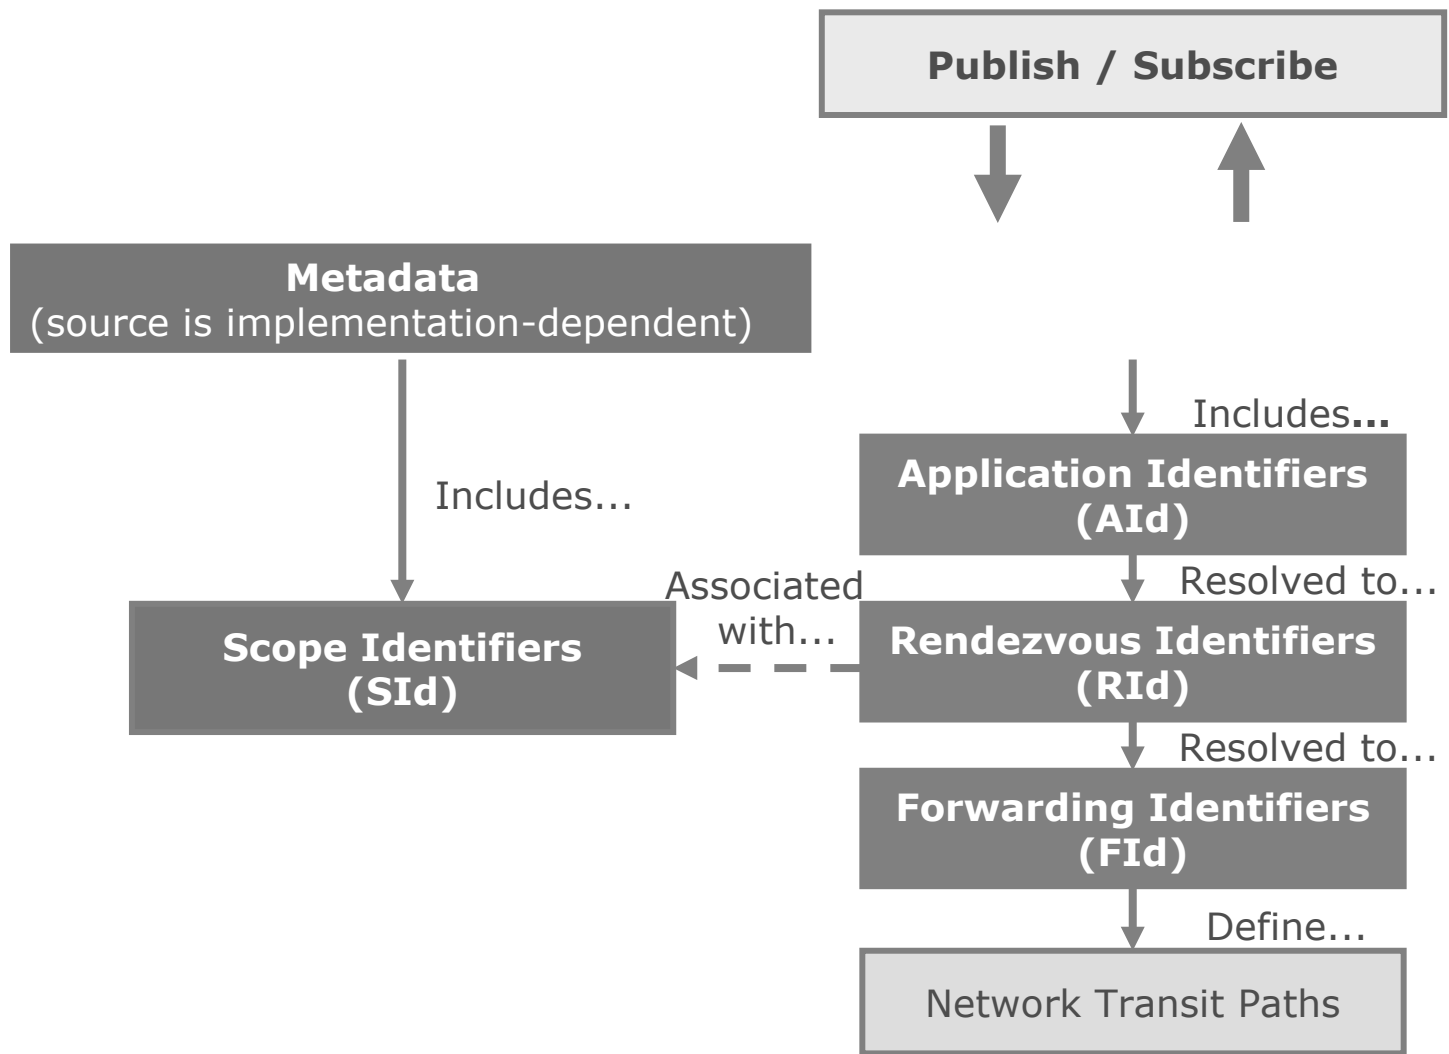 Publish / Subscribe
Metadata
(source is implementation-dependent)
Includes...
Application Identifiers
(AId)
Includes...
Resolved to...
Associated
with...
Rendezvous Identifiers
(RId)
Scope Identifiers
(SId)
Resolved to...
Forwarding Identifiers
(FId)
Define...
Network Transit Paths